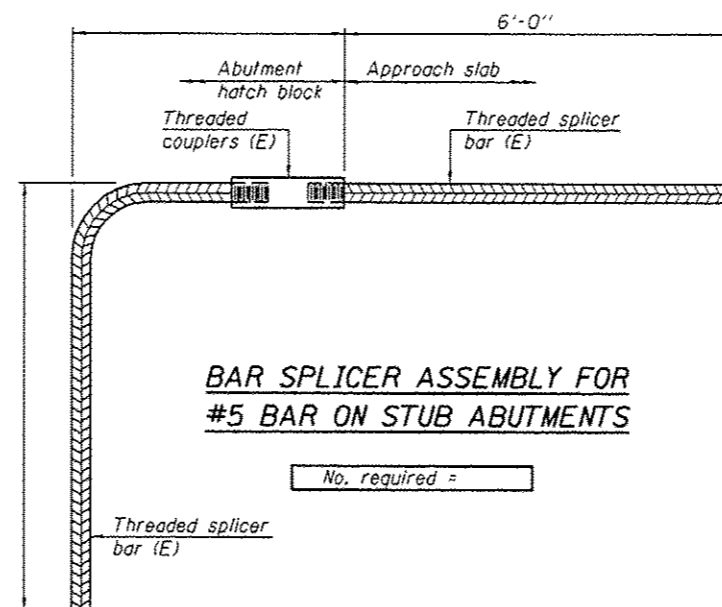 6'-0"
Abutment
hatch block
Approach slab
Threaded
couplers (E)
Threaded splicer
bar (E)
BAR SPLICER ASSEMBLY FOR
#5 BAR ON STUB ABUTMENTS
No. required =
Threaded splicer
bar (E)